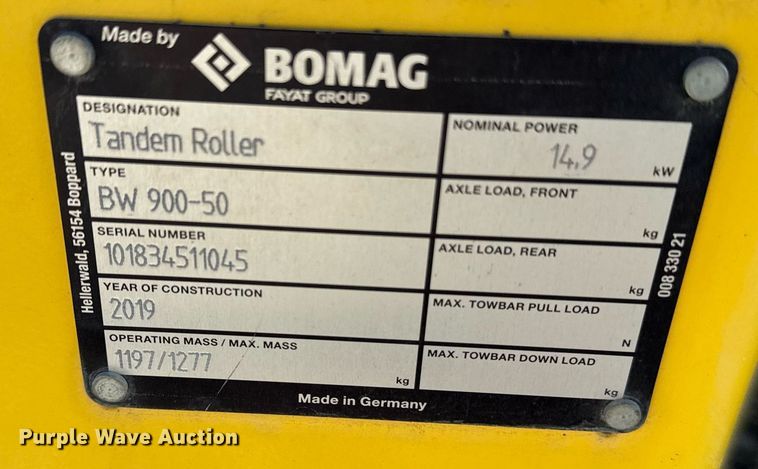 Made by
BOMAG
FAYAT GROUP
DESIGNATION
Tandem Roller
TYPE
BW 900-50
SERIAL NUMBER
101834511045
YEAR OF CONSTRUCTION
2019
OPERATING MASS / MAX. MASS
1197/1277
kg
NOMINAL POWER
14,9
kW
AXLE LOAD, FRONT
kg
AXLE LOAD, REAR
kg
MAX. TOWBAR PULL LOAD
N
MAX. TOWBAR DOWN LOAD
kg
Hellerwald, 56154 Boppard
008 330 21
Made in Germany
Purple Wave Auction